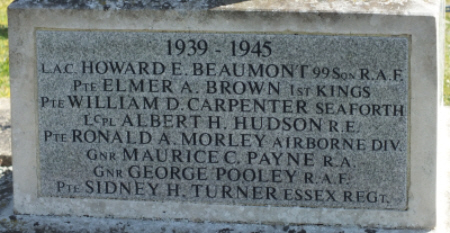 1939 - 1945
L.A.C. HOWARD E. BEAUMONT 99 SQN R.A.F.
PTE ELMER A. BROWN 1ST KINGS
PTE WILLIAM D. CARPENTER SEAFORTH
LCPL ALBERT H. HUDSON R.E.
PTE RONALD A. MORLEY AIRBORNE DIV.
GNR MAURICE C. PAYNE R.A.
GNR GEORGE POOLEY R.A.F.
PTE SIDNEY H. TURNER ESSEX REGT.